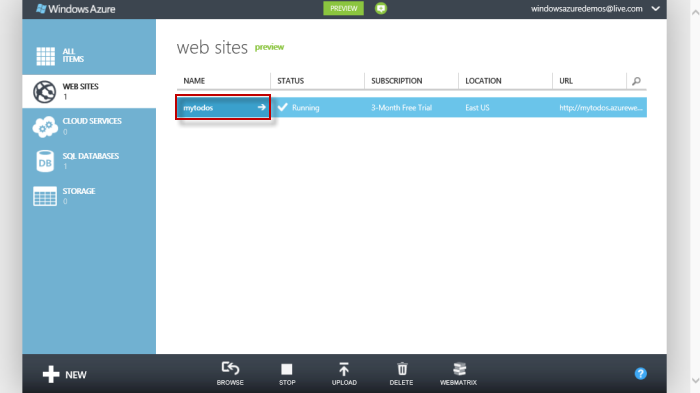 Windows Azure
PREVIEW
windowsazuredemos@live.com
ALL
ITEMS
WEB SITES
1
CLOUD SERVICES
0
DB
SQL DATABASES
1
STORAGE
0
web sites preview
NAME STATUS SUBSCRIPTION LOCATION URL
mytodos Running 3-Month Free Trial East US http://mytodos.azurewe...
NEW
BROWSE STOP UPLOAD DELETE WEBMATRIX
?